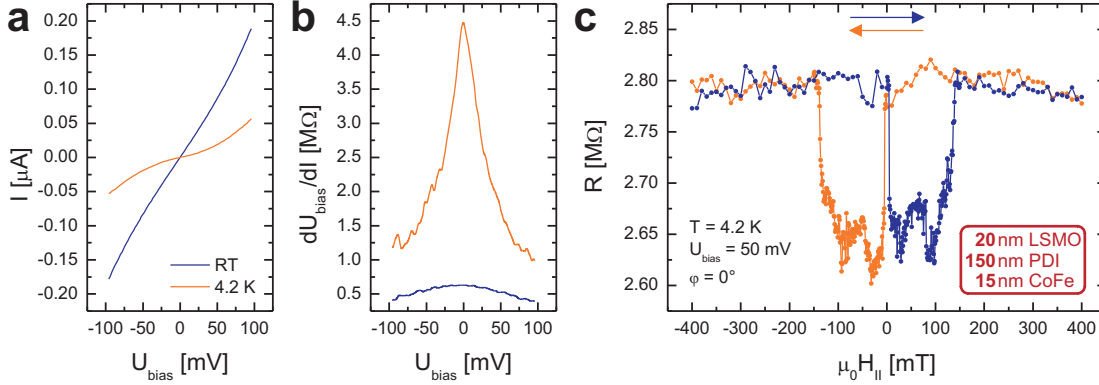 a
0.20
0.15
0.10
0.05
0.00
-0.05
-0.10
-0.15
-0.20
I [µA]
RT
4.2 K
-100 -50 0 50 100
U_bias [mV]
b
4.5
4.0
3.5
3.0
2.5
2.0
1.5
1.0
0.5
dU_bias/dI [MΩ]
-100 -50 0 50 100
U_bias [mV]
c
2.85
2.80
2.75
2.70
2.65
2.60
R [MΩ]
T = 4.2 K
U_bias = 50 mV
φ = 0°
20 nm LSMO
150 nm PDI
15 nm CoFe
-400 -300 -200 -100 0 100 200 300 400
µ₀H_II [mT]